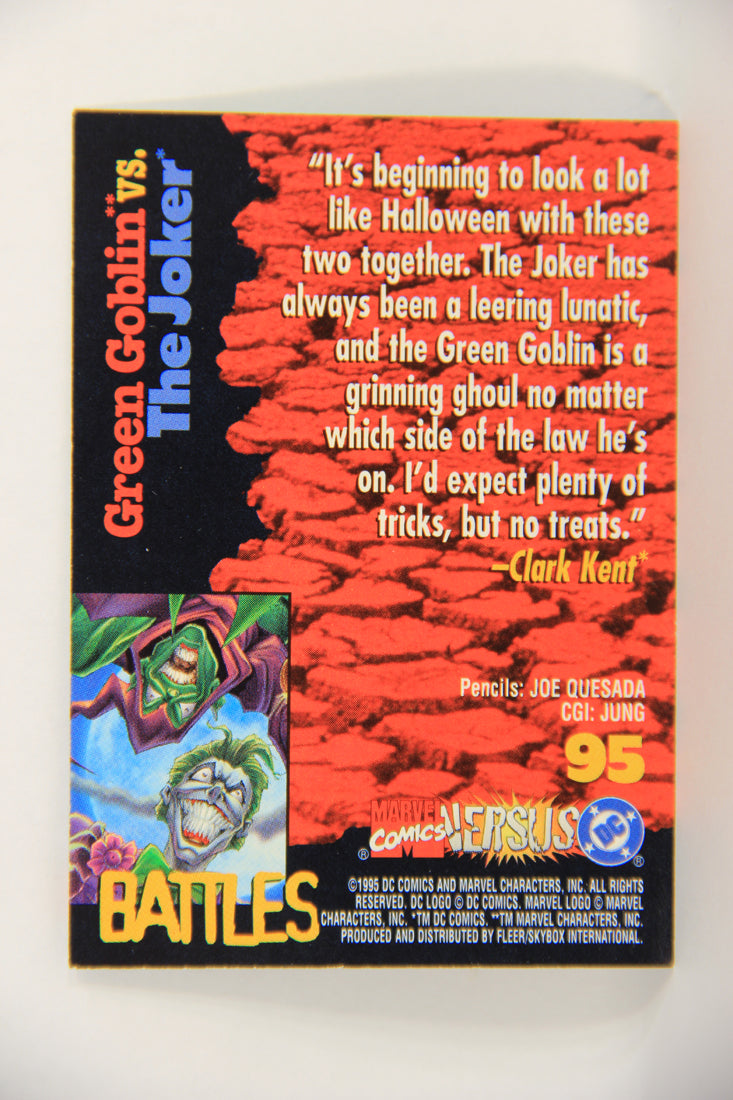 Green Goblin** vs.
The Joker*
“It’s beginning to look a lot
like Halloween with these
two together. The Joker has
always been a leering lunatic,
and the Green Goblin is a
grinning ghoul no matter
which side of the law he’s
on. I’d expect plenty of
tricks, but no treats.”
–Clark Kent*
Pencils: JOE QUESADA
CGI: JUNG
95
MARVEL COMICS VERSUS DC
®
®
BATTLES
©1995 DC COMICS AND MARVEL CHARACTERS, INC. ALL RIGHTS
RESERVED. DC LOGO © DC COMICS. MARVEL LOGO © MARVEL
CHARACTERS, INC. *TM DC COMICS. **TM MARVEL CHARACTERS, INC.
PRODUCED AND DISTRIBUTED BY FLEER/SKYBOX INTERNATIONAL.